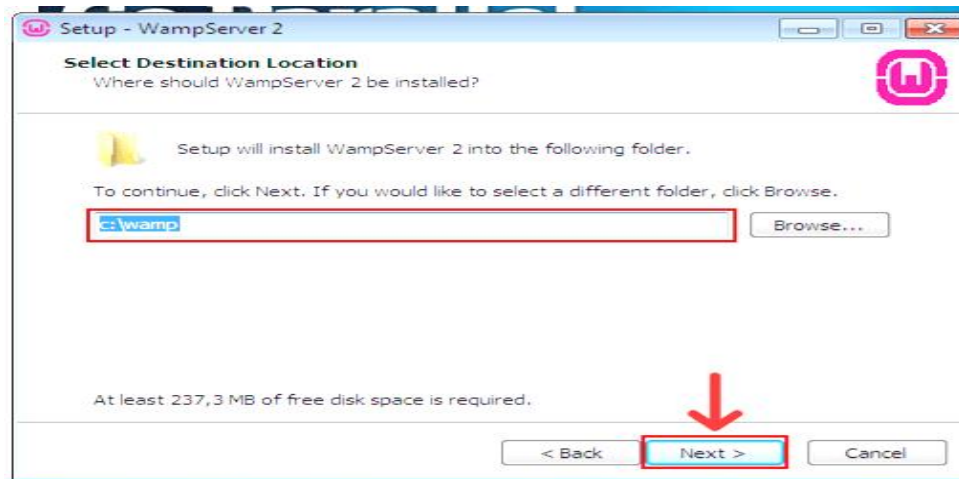 Setup - WampServer 2
Select Destination Location
Where should WampServer 2 be installed?
Setup will install WampServer 2 into the following folder.
To continue, click Next. If you would like to select a different folder, click Browse.
c:\wamp
Browse...
At least 237,3 MB of free disk space is required.
< Back
Next >
Cancel